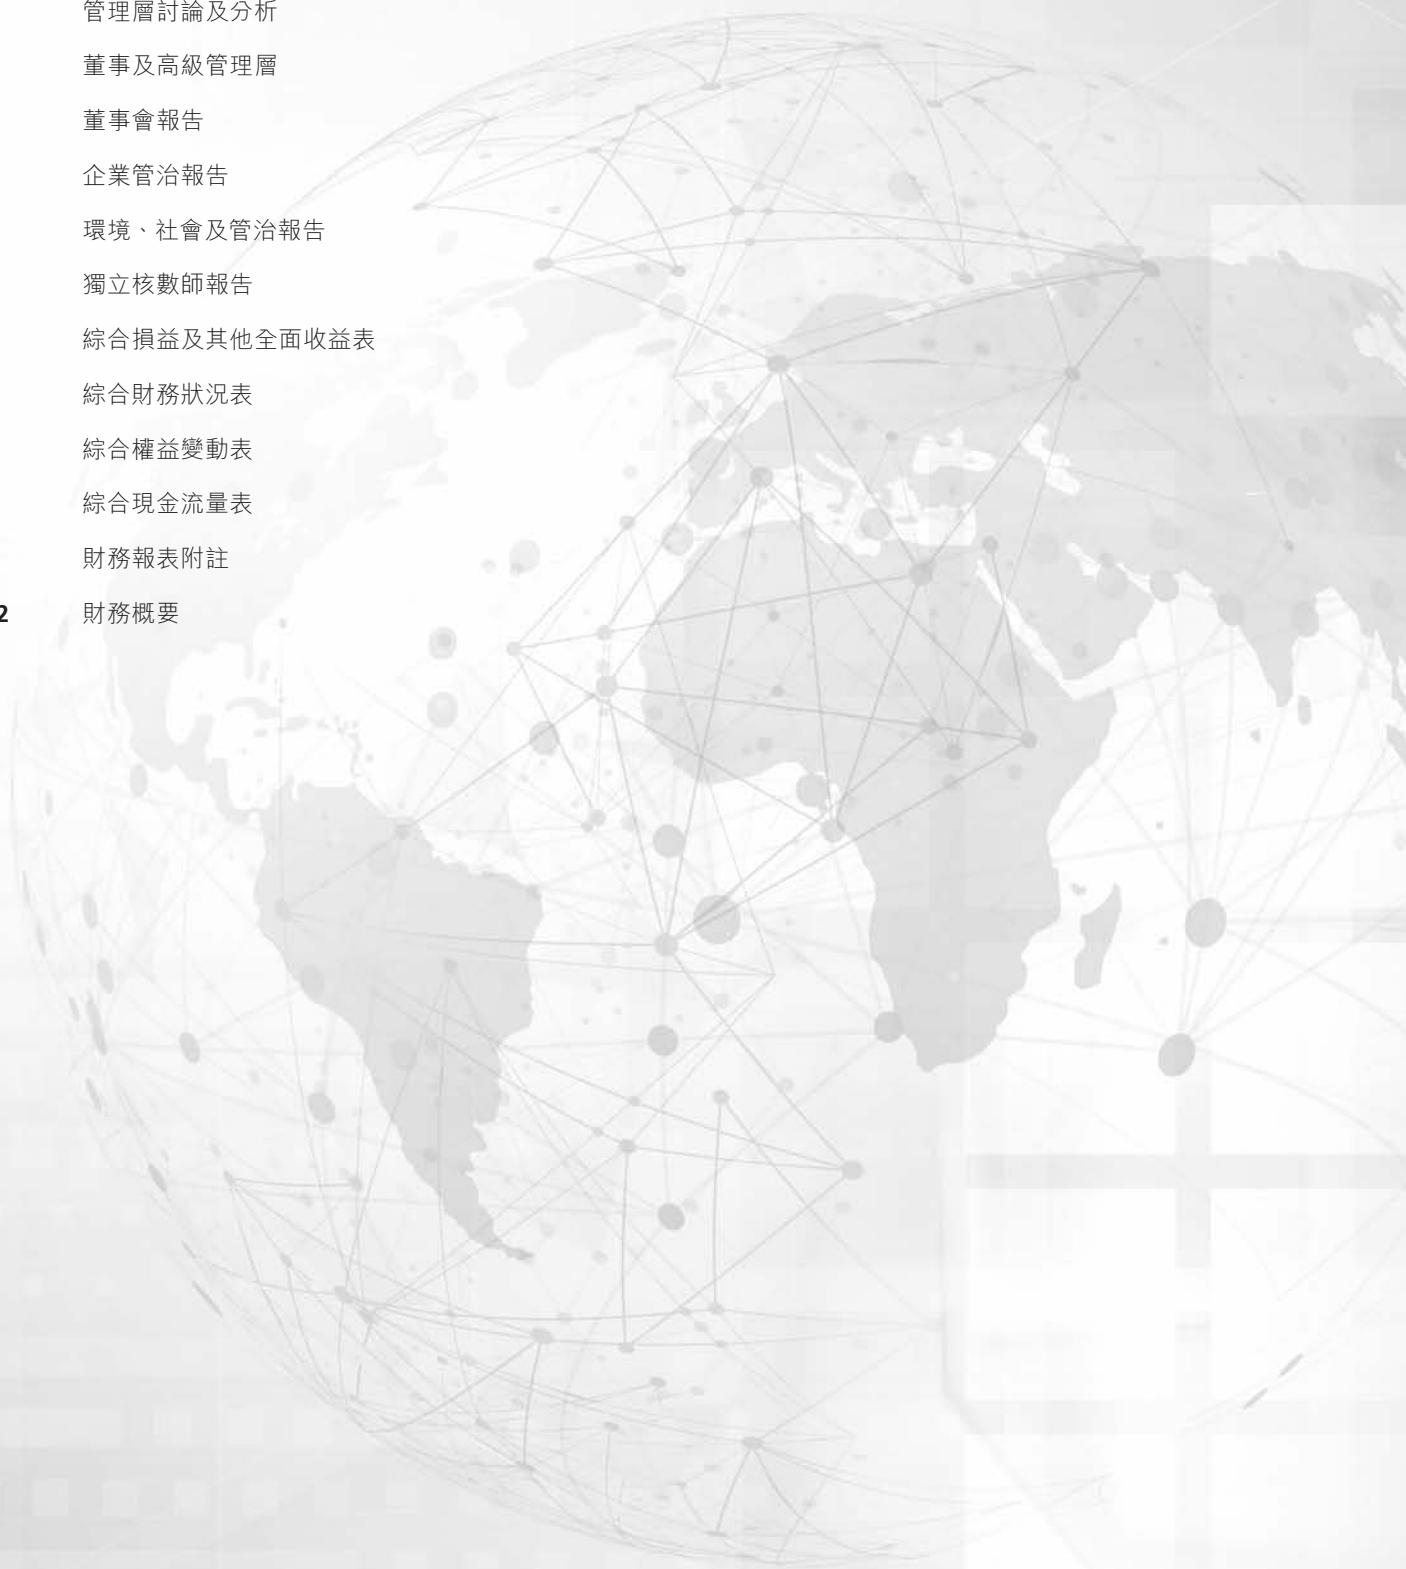 管理層討論及分析
董事及高級管理層
董事會報告
企業管治報告
環境、社會及管治報告
獨立核數師報告
綜合損益及其他全面收益表
綜合財務狀況表
綜合權益變動表
綜合現金流量表
財務報表附註
2 財務概要